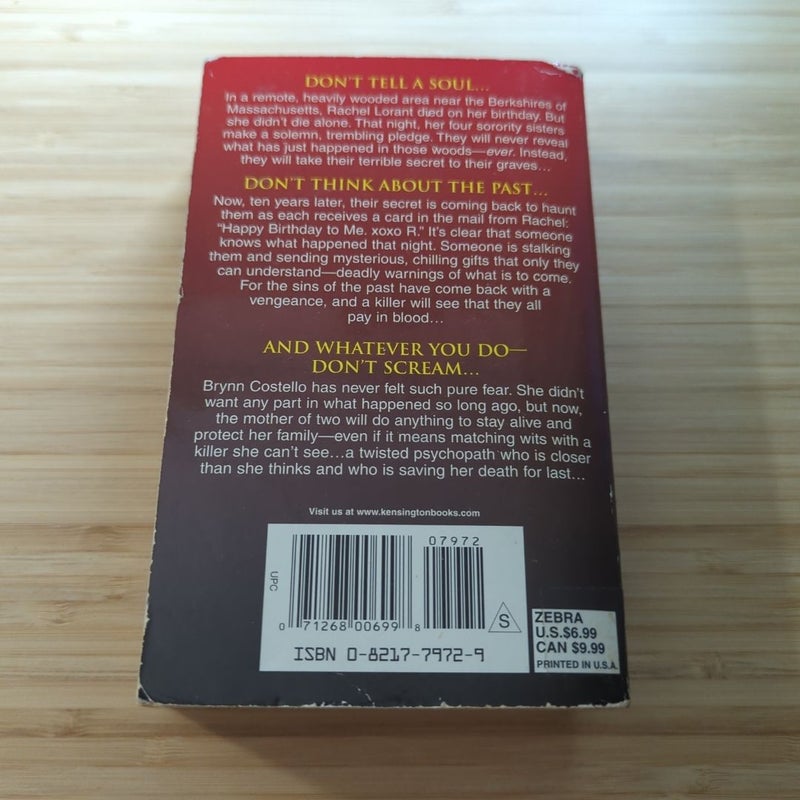 DON'T TELL A SOUL...
In a remote, heavily wooded area near the Berkshires of
Massachusetts, Rachel Lorant died on her birthday. But
she didn't die alone. That night, her four sorority sisters
make a solemn, trembling pledge. They will never reveal
what has just happened in those woods—ever. Instead,
they will take their terrible secret to their graves...
DON'T THINK ABOUT THE PAST...
Now, ten years later, their secret is coming back to haunt
them as each receives a card in the mail from Rachel:
"Happy Birthday to Me. xoxo R." It's clear that someone
knows what happened that night. Someone is stalking
them and sending mysterious, chilling gifts that only they
can understand—deadly warnings of what is to come.
For the sins of the past have come back with a
vengeance, and a killer will see that they all
pay in blood...
AND WHATEVER YOU DO—
DON'T SCREAM...
Brynn Costello has never felt such pure fear. She didn't
want any part in what happened so long ago, but now,
the mother of two will do anything to stay alive and
protect her family—even if it means matching wits with a
killer she can't see...a twisted psychopath who is closer
than she thinks and who is saving her death for last...
Visit us at www.kensingtonbooks.com
07972
UPC
0 71268 00699 8
S
ISBN 0-8217-7972-9
ZEBRA
U.S.$6.99
CAN $9.99
PRINTED IN U.S.A.